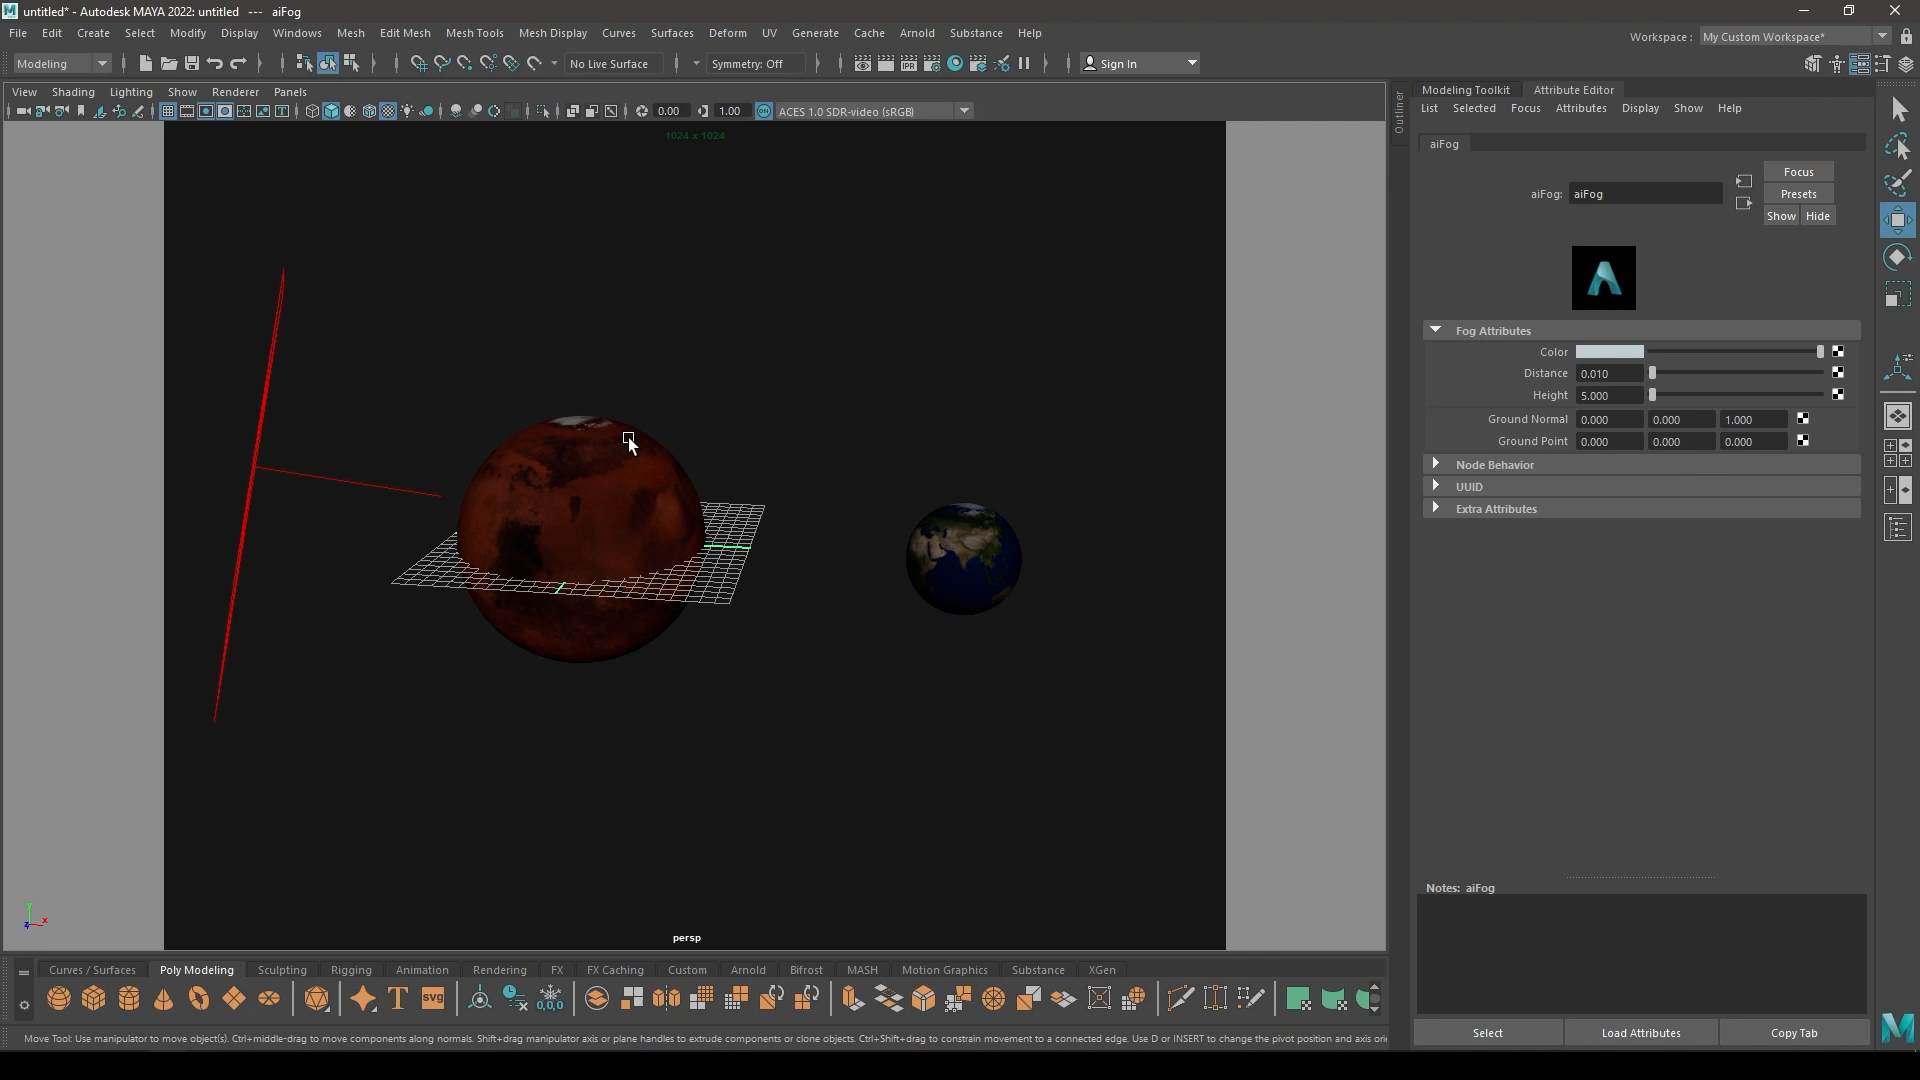 untitled* - Autodesk MAYA 2022: untitled --- aiFog
File Edit Create Select Modify Display Windows Mesh Edit Mesh Mesh Tools Mesh Display Curves Surfaces Deform UV Generate Cache Arnold Substance Help
Workspace : My Custom Workspace*
Modeling No Live Surface Symmetry: Off Sign In
View Shading Lighting Show Renderer Panels
0.00 1.00 ON ACES 1.0 SDR-video (sRGB)
1024 x 1024
persp
Outliner
Modeling Toolkit Attribute Editor
List Selected Focus Attributes Display Show Help
aiFog
aiFog: aiFog
Focus
Presets
Show Hide
Fog Attributes
Color
Distance 0.010
Height 5.000
Ground Normal 0.000 0.000 1.000
Ground Point 0.000 0.000 0.000
Node Behavior
UUID
Extra Attributes
Notes: aiFog
Select Load Attributes Copy Tab
Curves / Surfaces Poly Modeling Sculpting Rigging Animation Rendering FX FX Caching Custom Arnold Bifrost MASH Motion Graphics Substance XGen
T svg 0,0,0
Move Tool: Use manipulator to move object(s). Ctrl+middle-drag to move components along normals. Shift+drag manipulator axis or plane handles to extrude components or clone objects. Ctrl+Shift+drag to constrain movement to a connected edge. Use D or INSERT to change the pivot position and axis ori